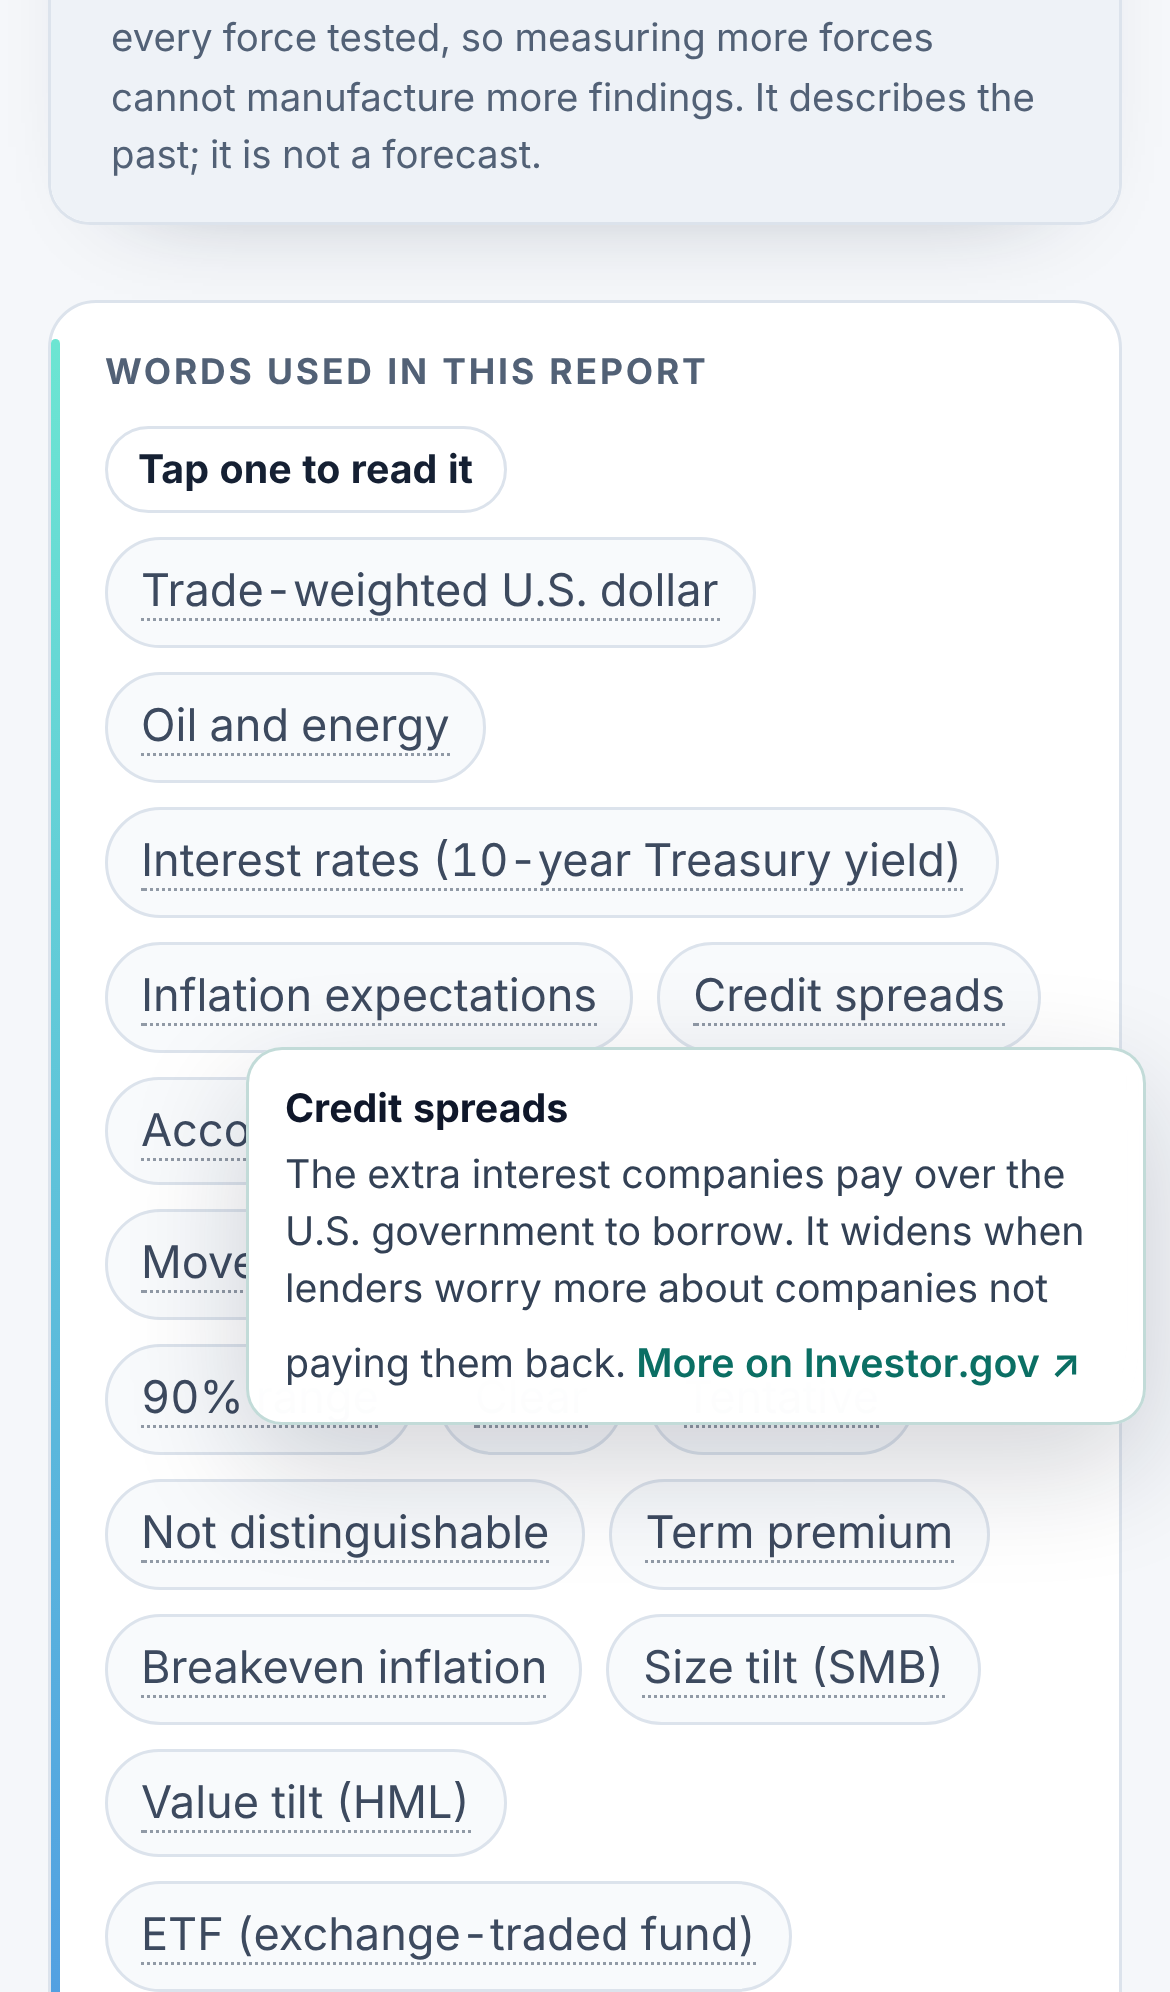 every force tested, so measuring more forces
cannot manufacture more findings. It describes the
past; it is not a forecast.
WORDS USED IN THIS REPORT
Tap one to read it
Trade-weighted U.S. dollar
Oil and energy
Interest rates (10-year Treasury yield)
Inflation expectations
Credit spreads
Credit spreads
The extra interest companies pay over the
U.S. government to borrow. It widens when
lenders worry more about companies not
paying them back. More on Investor.gov ↗
90%
Not distinguishable
Term premium
Breakeven inflation
Size tilt (SMB)
Value tilt (HML)
ETF (exchange-traded fund)